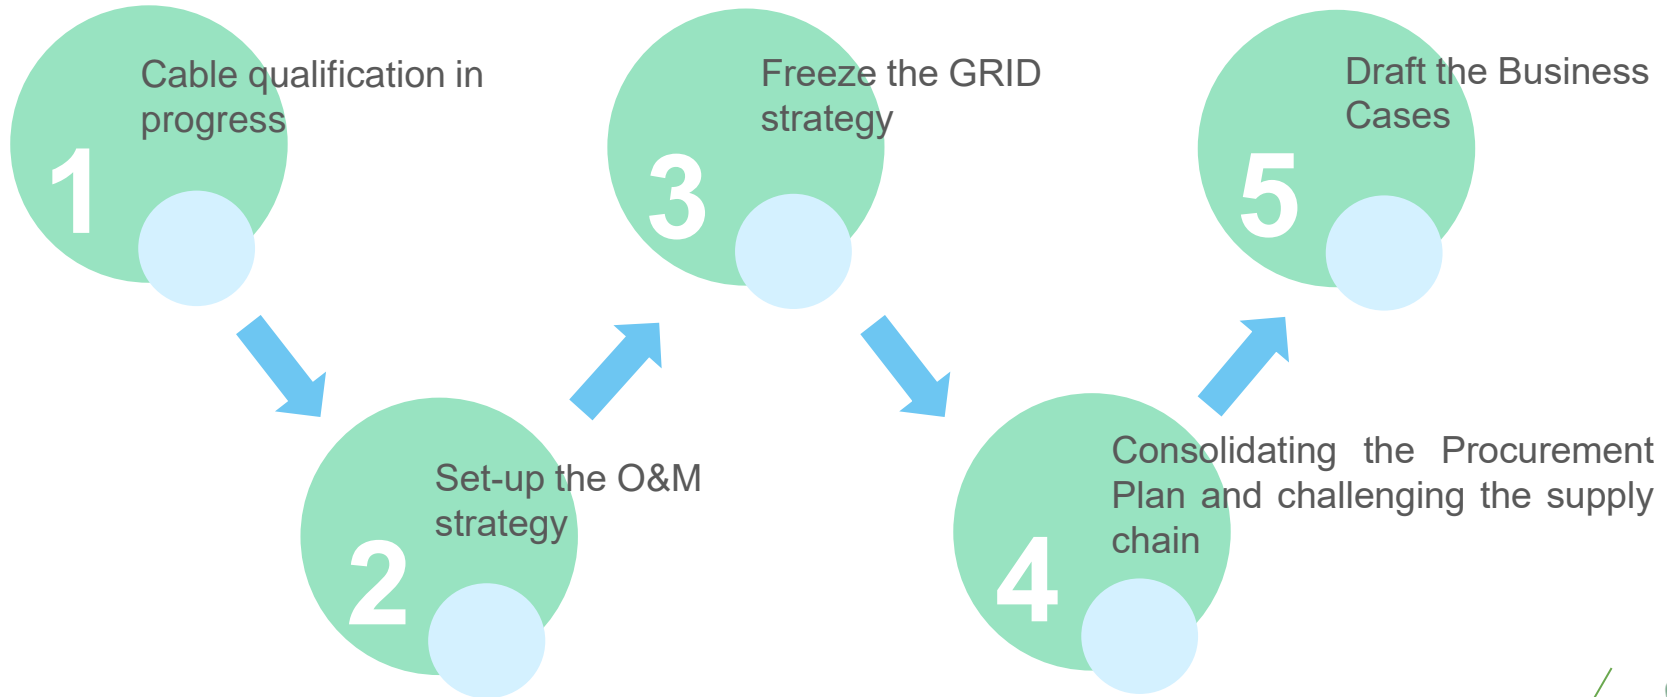 1
Cable qualification in
progress
2
Set-up the O&M
strategy
3
Freeze the GRID
strategy
4
Consolidating the Procurement
Plan and challenging the supply
chain
5
Draft the Business
Cases